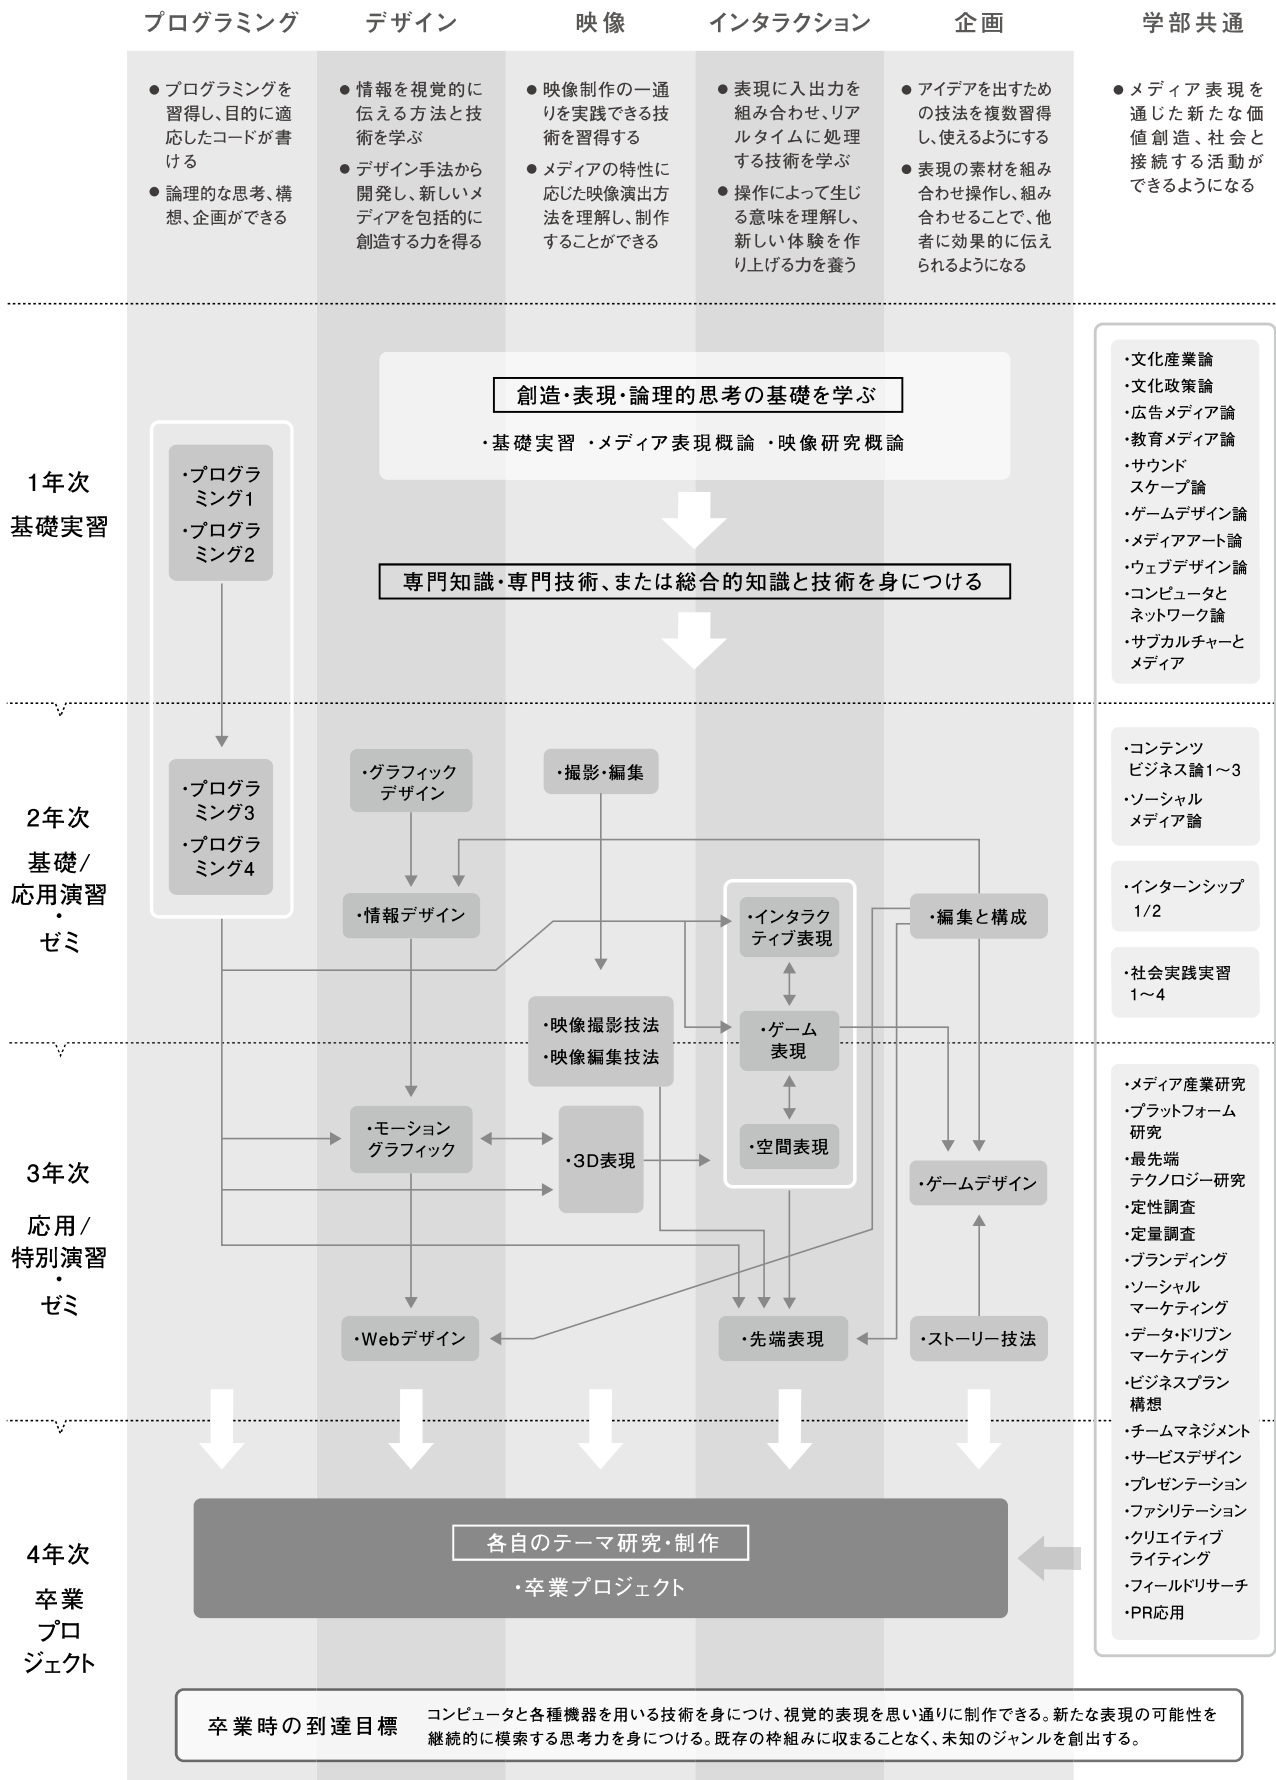 プログラミング
デザイン
映像
インタラクション
企画
学部共通
● プログラミングを
習得し、目的に適
応したコードが書
ける
● 論理的な思考、構
想、企画ができる
● 情報を視覚的に
伝える方法と技
術を学ぶ
● デザイン手法から
開発し、新しいメ
ディアを包括的に
創造する力を得る
● 映像制作の一通
りを実践できる技
術を習得する
● メディアの特性に
応じた映像演出方
法を理解し、制作
することができる
● 表現に入出力を
組み合わせ、リア
ルタイムに処理
する技術を学ぶ
● 操作によって生じ
る意味を理解し、
新しい体験を作
り上げる力を養う
● アイデアを出すため
の技法を複数習得
し、使えるようにする
● 表現の素材を組み
合わせ操作し、組み
合わせることで、他
者に効果的に伝え
られるようになる
● メディア表現を
通じた新たな価
値創造、社会と
接続する活動が
できるようになる
1年次
基礎実習
・プログラ
ミング1
・プログラ
ミング2
創造・表現・論理的思考の基礎を学ぶ
・基礎実習 ・メディア表現概論 ・映像研究概論
専門知識・専門技術、または総合的知識と技術を身につける
・文化産業論
・文化政策論
・広告メディア論
・教育メディア論
・サウンド
スケープ論
・ゲームデザイン論
・メディアアート論
・ウェブデザイン論
・コンピュータと
ネットワーク論
・サブカルチャーと
メディア
2年次
基礎/
応用演習
・
ゼミ
・プログラ
ミング3
・プログラ
ミング4
・グラフィック
デザイン
・撮影・編集
・情報デザイン
・インタラク
ティブ表現
・編集と構成
・映像撮影技法
・映像編集技法
・ゲーム
表現
・コンテンツ
ビジネス論1〜3
・ソーシャル
メディア論
・インターンシップ
1/2
・社会実践実習
1〜4
3年次
応用/
特別演習
・
ゼミ
・モーション
グラフィック
・3D表現
・空間表現
・ゲームデザイン
・Webデザイン
・先端表現
・ストーリー技法
・メディア産業研究
・プラットフォーム
研究
・最先端
テクノロジー研究
・定性調査
・定量調査
・ブランディング
・ソーシャル
マーケティング
・データ・ドリブン
マーケティング
・ビジネスプラン
構想
・チームマネジメント
・サービスデザイン
・プレゼンテーション
・ファシリテーション
・クリエイティブ
ライティング
・フィールドリサーチ
・PR応用
4年次
卒業
プロ
ジェクト
各自のテーマ研究・制作
・卒業プロジェクト
卒業時の到達目標
コンピュータと各種機器を用いる技術を身につけ、視覚的表現を思い通りに制作できる。新たな表現の可能性を
継続的に模索する思考力を身につける。既存の枠組みに収まることなく、未知のジャンルを創出する。